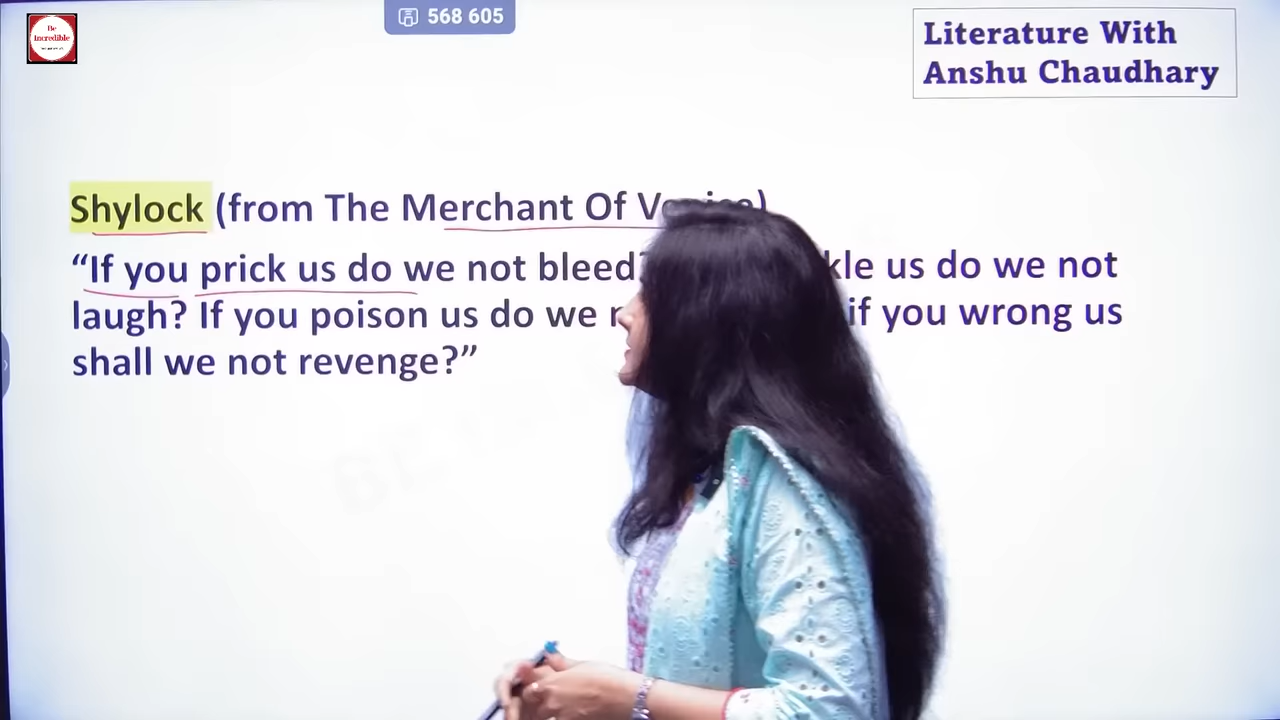 Be
Incredible
568 605
Literature With
Anshu Chaudhary
Shylock (from The Merchant Of
“If you prick us do we not bleed? us do we not
laugh? If you poison us do we if you wrong us
shall we not revenge?”